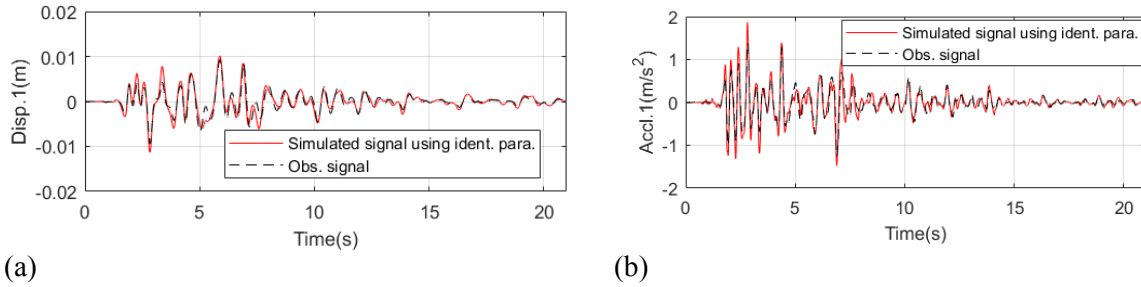 0.02
0.01
0
-0.01
-0.02
Disp.1(m)
Simulated signal using ident. para.
Obs. signal
0 5 10 15 20
Time(s)
(a)
2
1
0
-1
-2
Accl.1(m/s²)
Simulated signal using ident. para.
Obs. signal
0 5 10 15 20
Time(s)
(b)